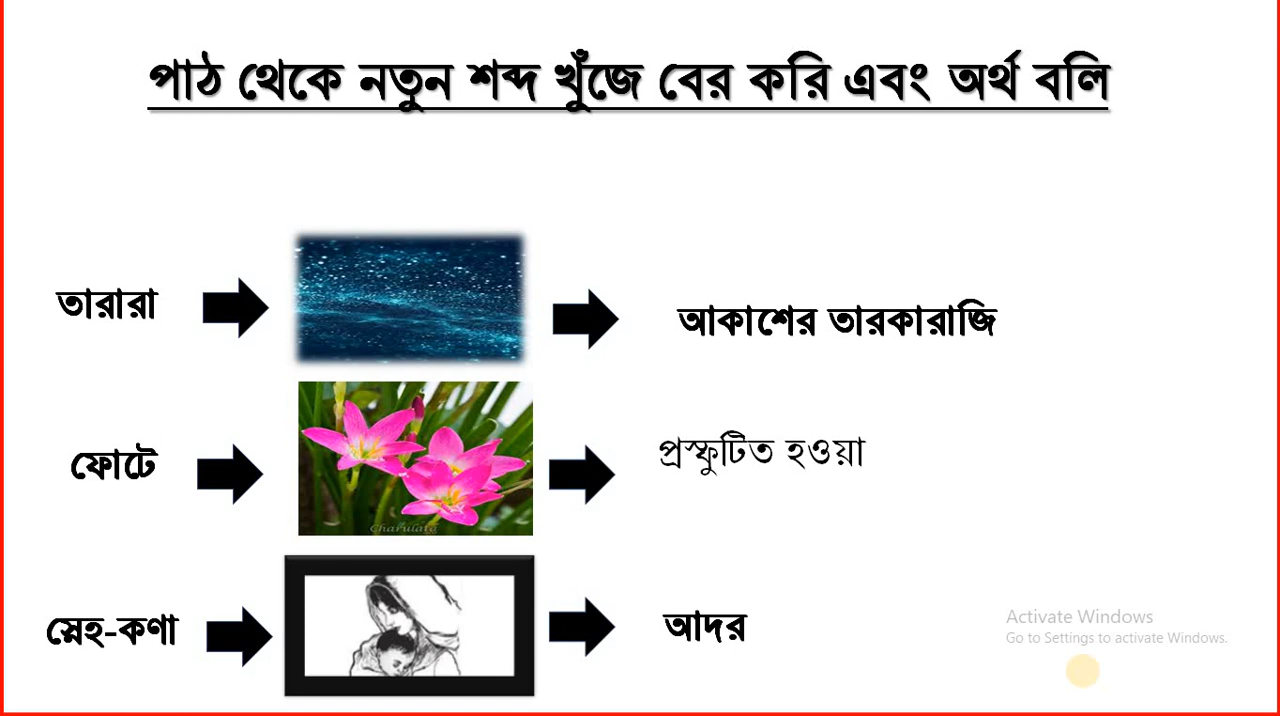 পাঠ থেকে নতুন শব্দ খুঁজে বের করি এবং অর্থ বলি
তারারা
আকাশের তারকারাজি
ফোটে
প্রস্ফুটিত হওয়া
Charulata
স্নেহ-কণা
আদর
Activate Windows
Go to Settings to activate Windows.